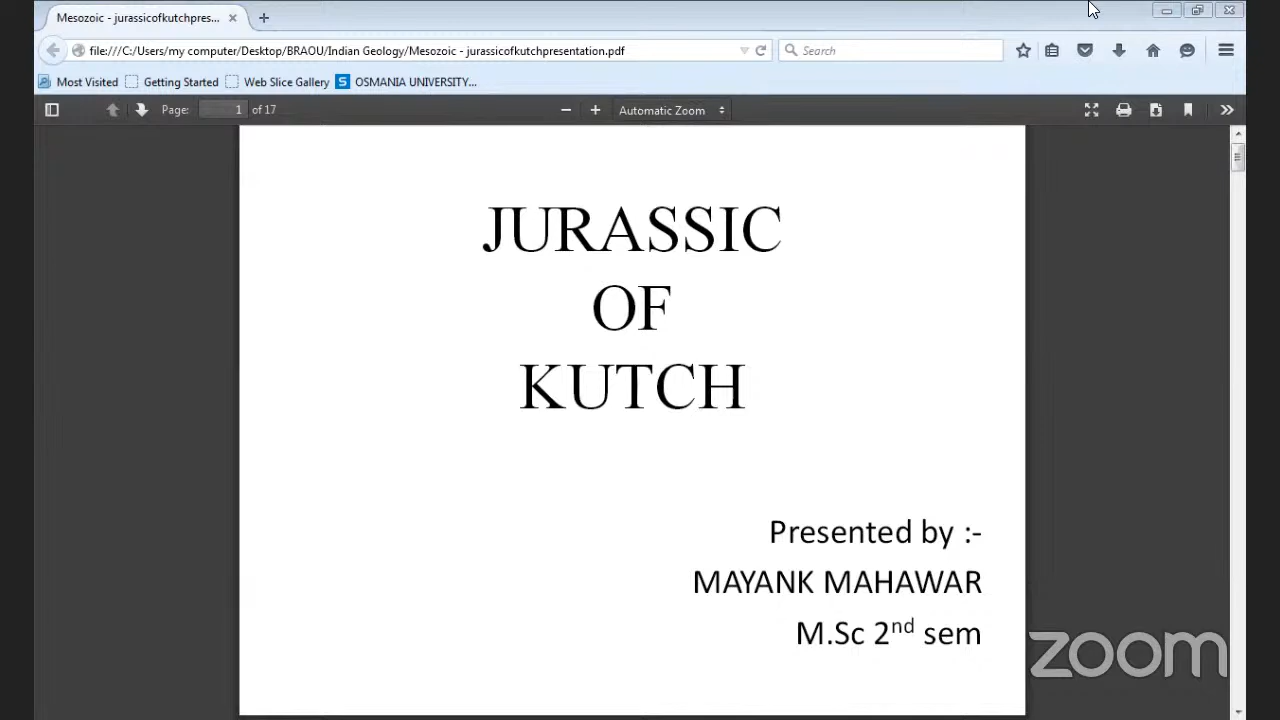 Mesozoic - jurassicofkutchpres...
file:///C:/Users/my computer/Desktop/BRAOU/Indian Geology/Mesozoic - jurassicofkutchpresentation.pdf
Search
Most Visited Getting Started Web Slice Gallery S OSMANIA UNIVERSITY...
Page: 1 of 17
Automatic Zoom
JURASSIC
OF
KUTCH
Presented by :-
MAYANK MAHAWAR
M.Sc 2nd sem
zoom